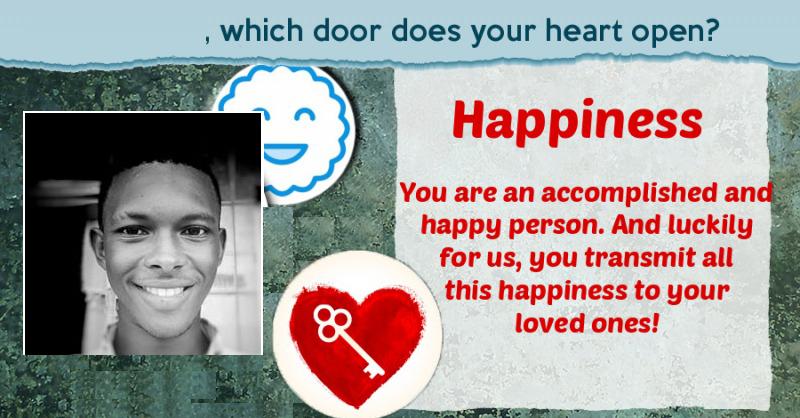 , which door does your heart open?
Happiness
You are an accomplished and
happy person. And luckily
for us, you transmit all
this happiness to your
loved ones!